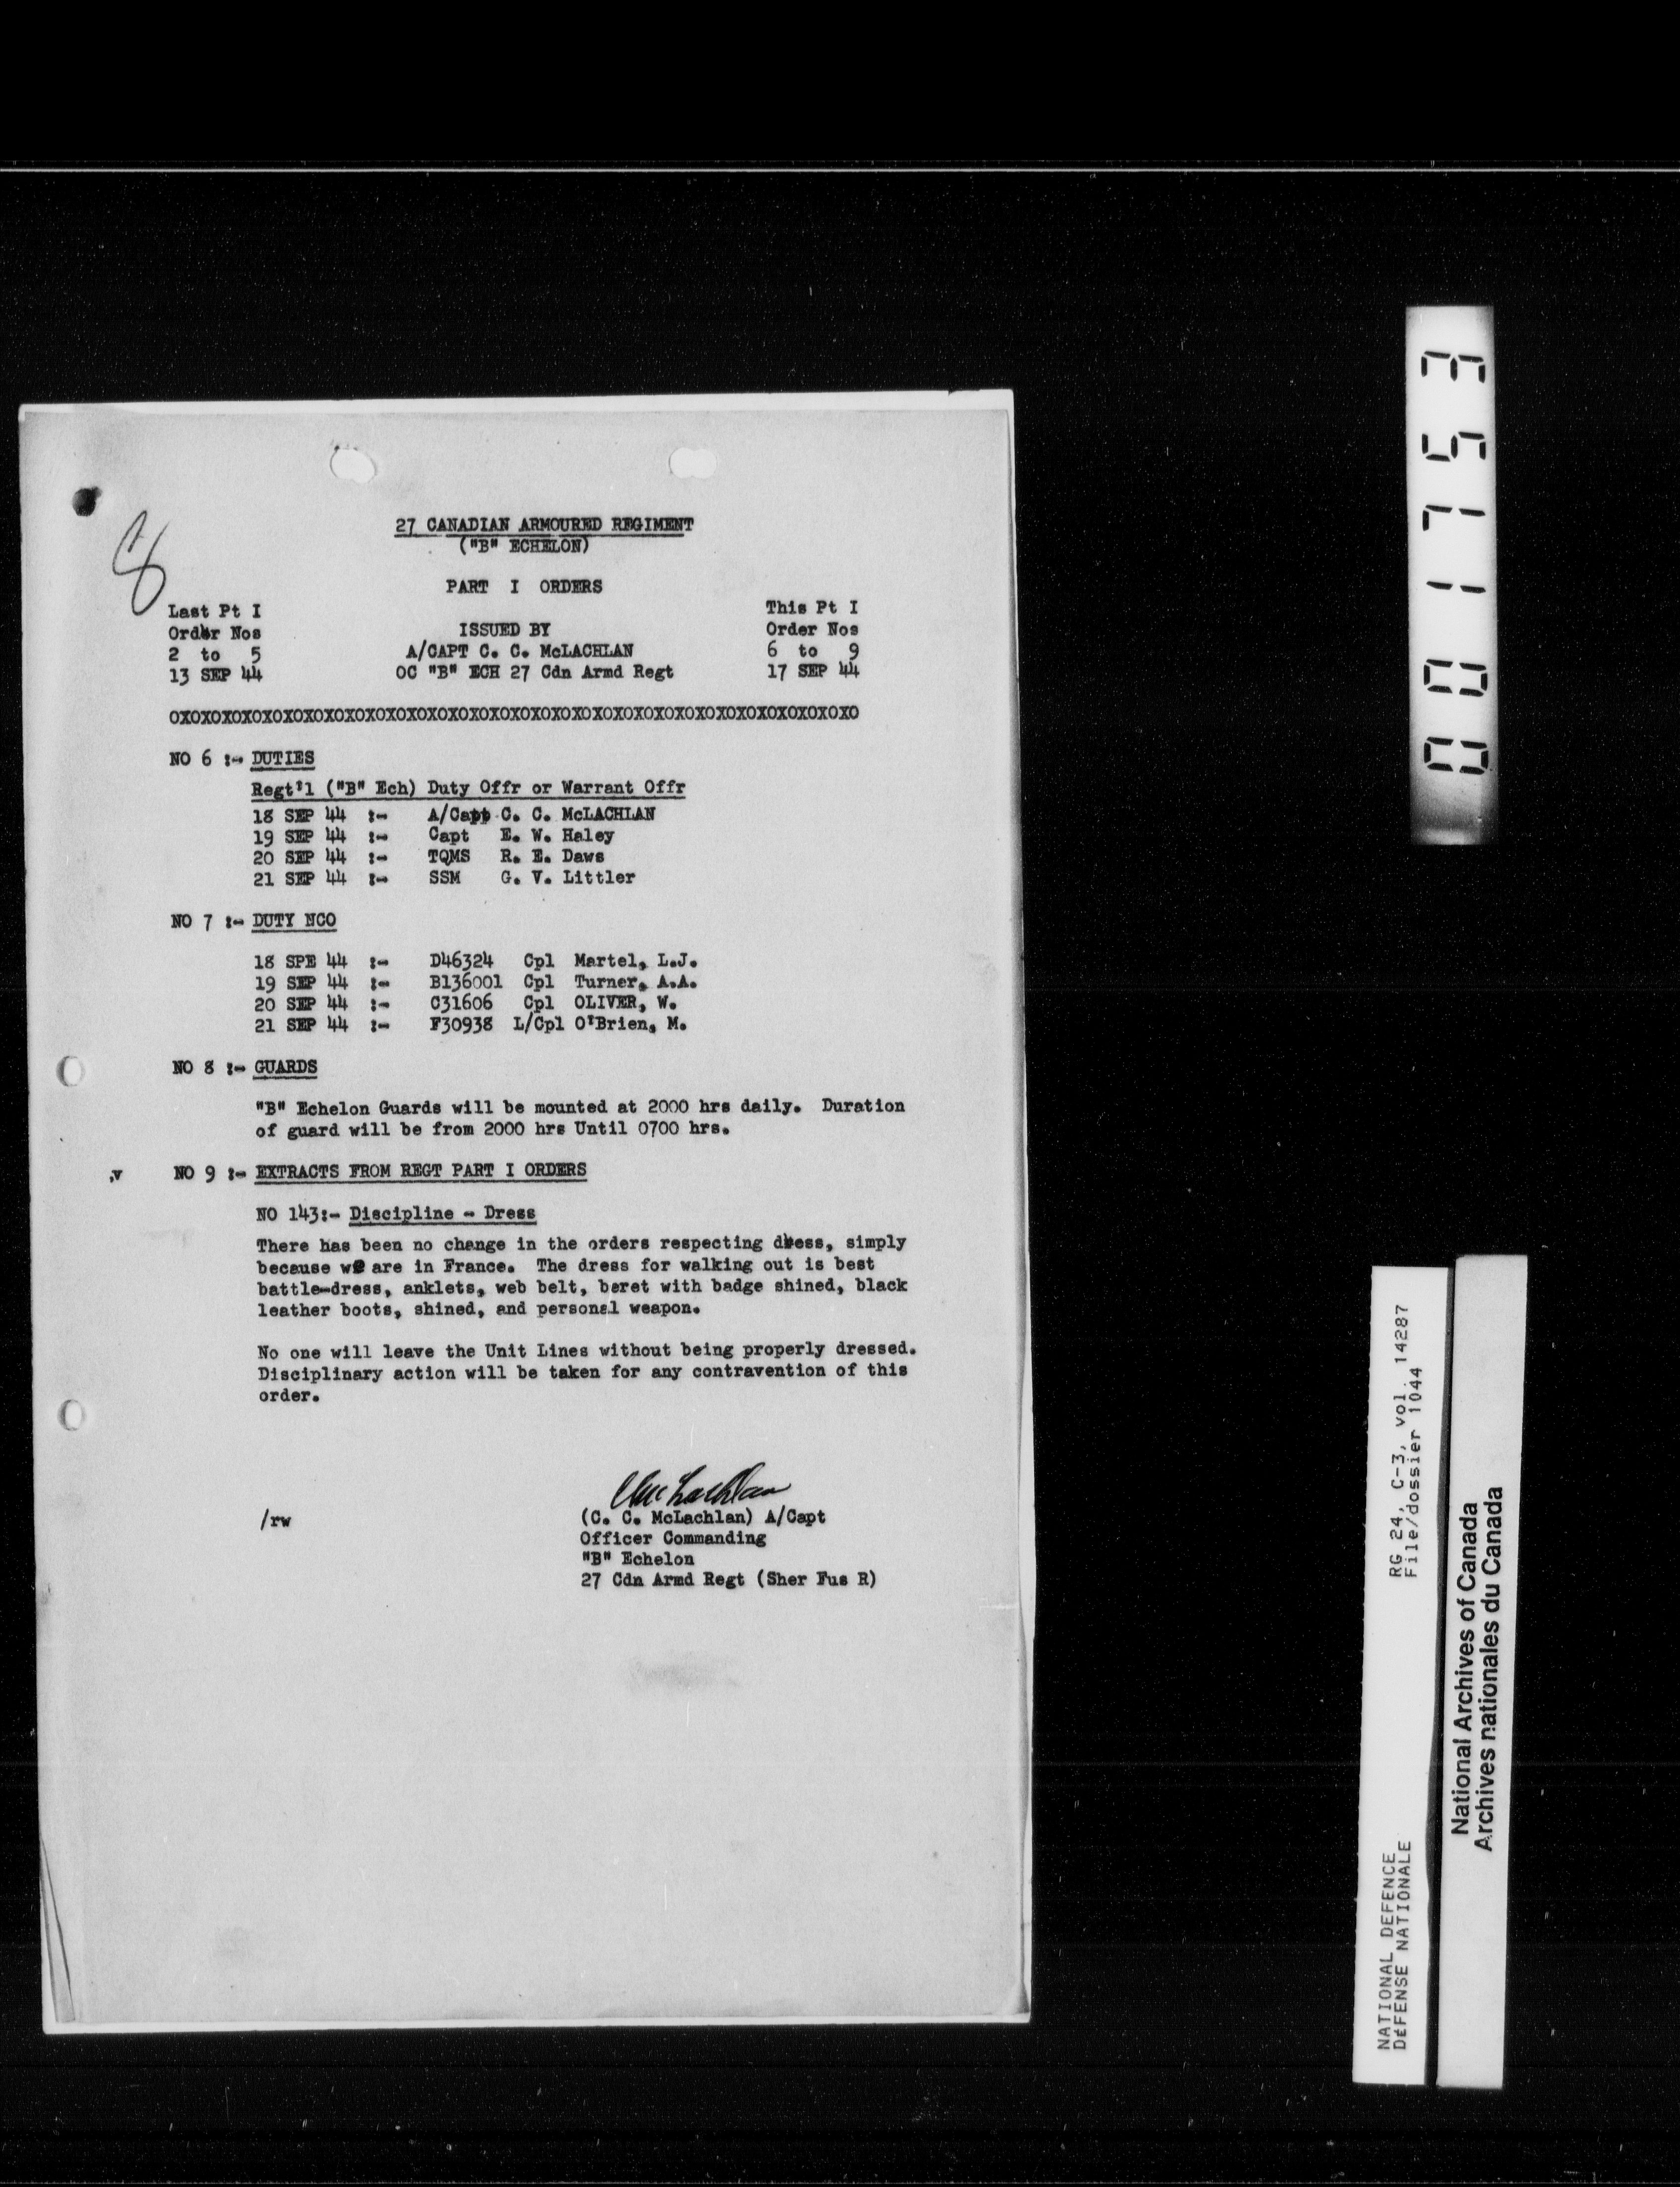 8
27 CANADIAN ARMOURED REGIMENT
("B" ECHELON)
PART I ORDERS
Last Pt I
Order Nos
2 to 5
13 SEP 44
ISSUED BY
A/CAPT C. C. McLACHLAN
OC "B" ECH 27 Cdn Armd Regt
This Pt I
Order Nos
6 to 9
17 SEP 44
OXOXOXOXOXOXOXOXOXOXOXOXOXOXOXOXOXOXOXOXOXOXOXOXOXOXOXOXOXOXOXOXOXO
NO 6 :- DUTIES
Regt'l ("B" Ech) Duty Offr or Warrant Offr
18 SEP 44 :- A/Capt C. C. McLACHLAN
19 SEP 44 :- Capt E. W. Haley
20 SEP 44 :- TQMS R. E. Daws
21 SEP 44 :- SSM G. V. Littler
NO 7 :- DUTY NCO
18 SPE 44 :- D46324 Cpl Martel, L.J.
19 SEP 44 :- B136001 Cpl Turner, A.A.
20 SEP 44 :- C31606 Cpl OLIVER, W.
21 SEP 44 :- F30938 L/Cpl O'Brien, M.
NO 8 :- GUARDS
"B" Echelon Guards will be mounted at 2000 hrs daily. Duration
of guard will be from 2000 hrs Until 0700 hrs.
,v NO 9 :- EXTRACTS FROM REGT PART I ORDERS
NO 143:- Discipline - Dress
There has been no change in the orders respecting dress, simply
because we are in France. The dress for walking out is best
battle-dress, anklets, web belt, beret with badge shined, black
leather boots, shined, and personal weapon.
No one will leave the Unit Lines without being properly dressed.
Disciplinary action will be taken for any contravention of this
order.
CMcLachlan
/rw
(C. C. McLachlan) A/Capt
Officer Commanding
"B" Echelon
27 Cdn Armd Regt (Sher Fus R)
001753
RG 24, C-3, vol. 14287
File/dossier 1044
NATIONAL DEFENCE
DéFENSE NATIONALE
National Archives of Canada
Archives nationales du Canada